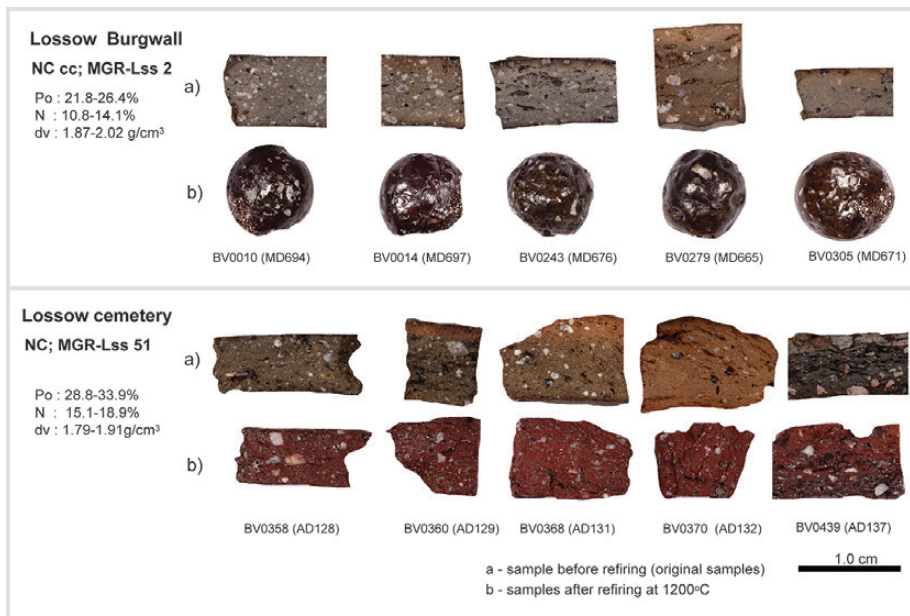 Lossow Burgwall
NC cc; MGR-Lss 2
Po : 21.8-26.4%
N : 10.8-14.1%
dv : 1.87-2.02 g/cm³
a)
b)
BV0010 (MD694) BV0014 (MD697) BV0243 (MD676) BV0279 (MD665) BV0305 (MD671)
Lossow cemetery
NC; MGR-Lss 51
Po : 28.8-33.9%
N : 15.1-18.9%
dv : 1.79-1.91g/cm³
a)
b)
BV0358 (AD128) BV0360 (AD129) BV0368 (AD131) BV0370 (AD132) BV0439 (AD137)
a - sample before refiring (original samples)
b - samples after refiring at 1200ºC
1.0 cm